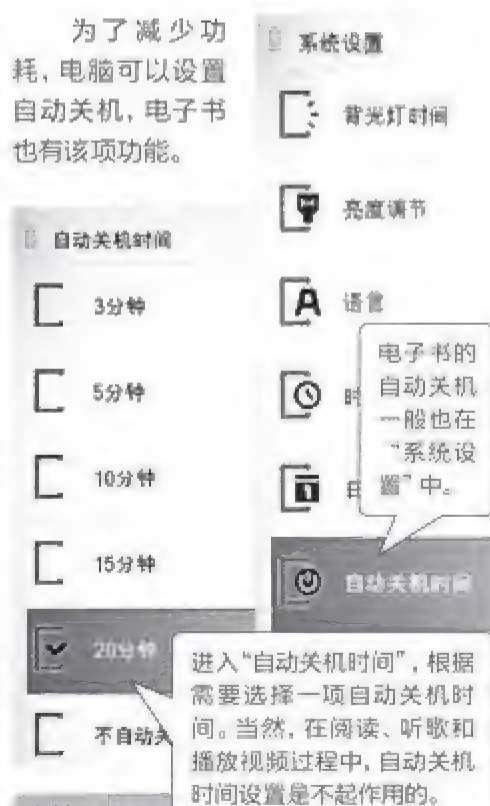 为了减少功
耗，电脑可以设置
自动关机，电子书
也有该项功能。
系统设置
背光灯时间
亮度调节
语言
时
日
自动关机时间
电子书的
自动关机
一般也在
“系统设
置”中。
自动关机时间
3分钟
5分钟
10分钟
15分钟
20分钟
不自动关
进入“自动关机时间”，根据
需要选择一项自动关机时
间。当然，在阅读、听歌和
播放视频过程中，自动关机
时间设置是不起作用的。